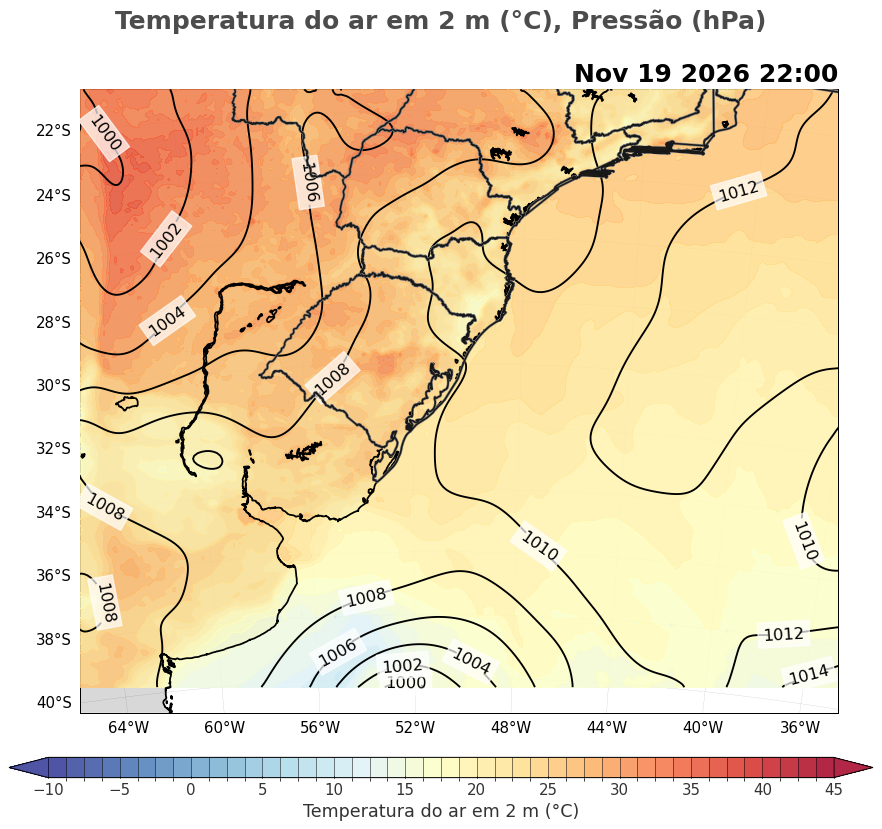 Temperatura do ar em 2 m (°C), Pressão (hPa)
Nov 19 2026 22:00
22°S
24°S
26°S
28°S
30°S
32°S
34°S
36°S
38°S
40°S
1000
1006
1012
1002
1004
1008
1008
1010
1010
1008
1008
1006
1004
1002
1000
1012
1014
64°W 60°W 56°W 52°W 48°W 44°W 40°W 36°W
−10 −5 0 5 10 15 20 25 30 35 40 45
Temperatura do ar em 2 m (°C)